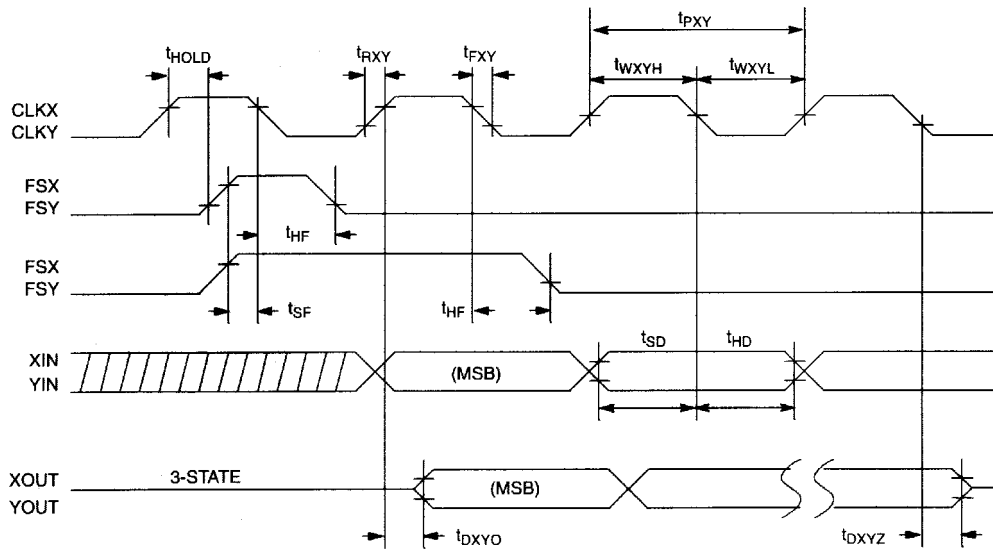 tPXY
tHOLD tRXY tFXY tWXYH tWXYL
CLKX
CLKY
FSX
FSY
tHF
FSX
FSY
tSF tHF
XIN
YIN
(MSB)
tSD tHD
XOUT
YOUT
3-STATE
(MSB)
tDXYO tDXYZ